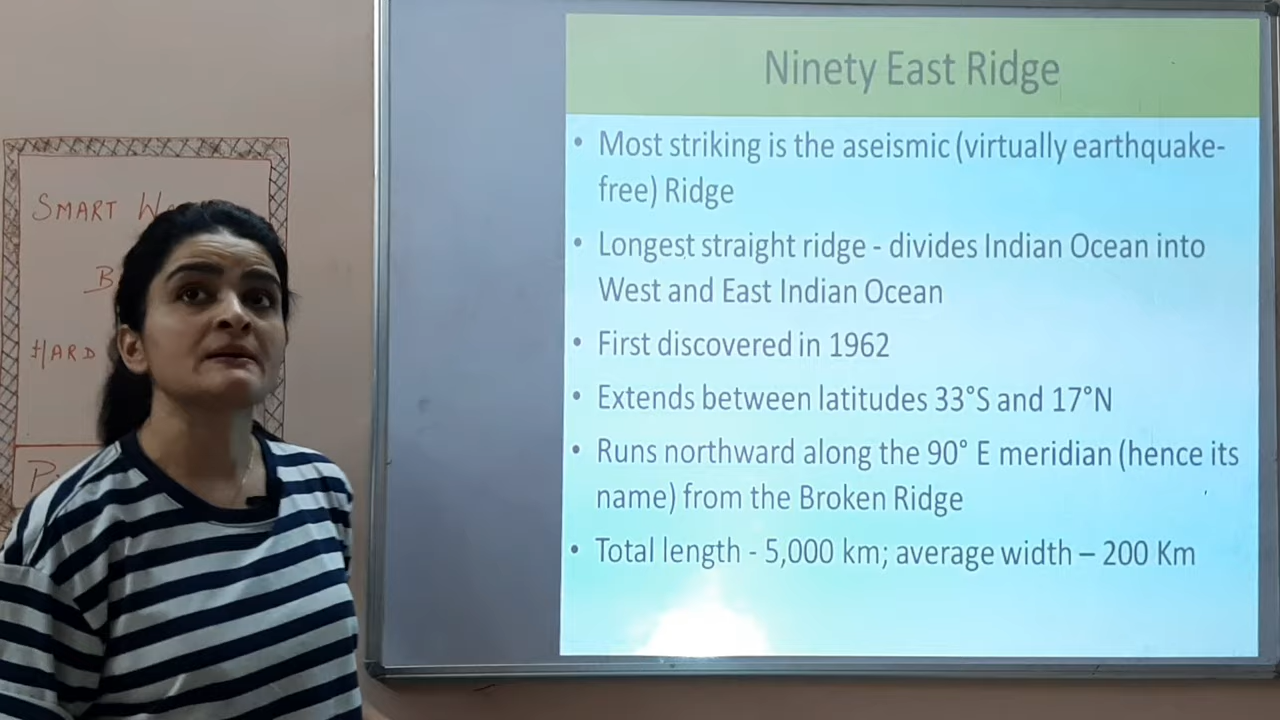 Ninety East Ridge
• Most striking is the aseismic (virtually earthquake-
free) Ridge
• Longest straight ridge - divides Indian Ocean into
West and East Indian Ocean
• First discovered in 1962
• Extends between latitudes 33°S and 17°N
• Runs northward along the 90° E meridian (hence its
name) from the Broken Ridge
• Total length - 5,000 km; average width – 200 Km
SMART
HARD